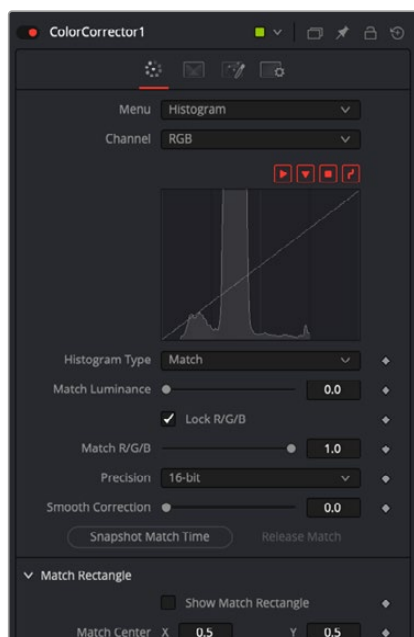 ColorCorrector1
Menu Histogram
Channel RGB
Histogram Type Match
Match Luminance 0.0
Lock R/G/B
Match R/G/B 1.0
Precision 16-bit
Smooth Correction 0.0
Snapshot Match Time Release Match
Match Rectangle
Show Match Rectangle
Match Center X 0.5 Y 0.5